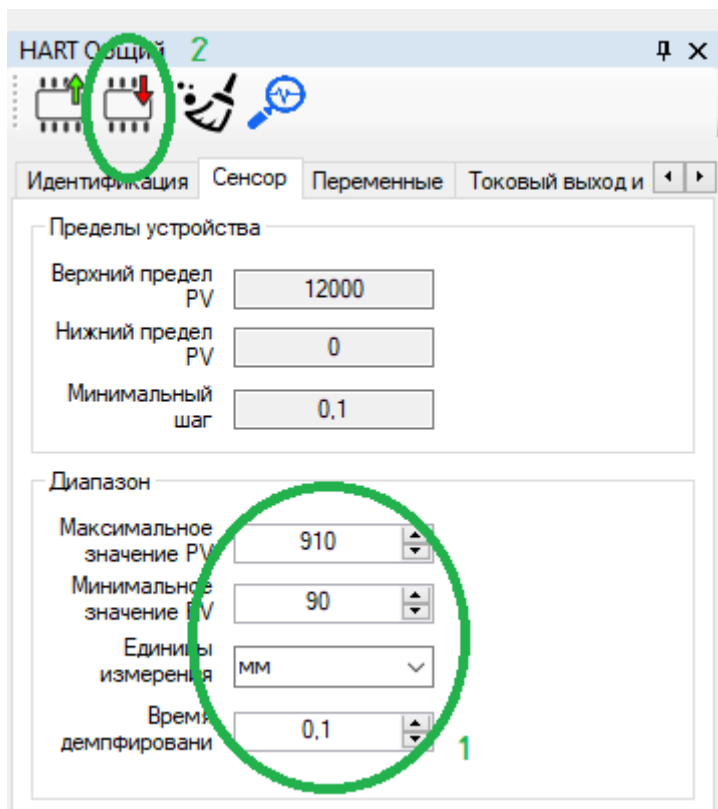 HART Общий 2
Идентификация Сенсор Переменные Токовый выход и
Пределы устройства
Верхний предел
PV 12000
Нижний предел
PV 0
Минимальный
шаг 0,1
Диапазон
Максимальное
значение PV 910
Минимальное
значение PV 90
Единицы
измерения мм
Время
демпфировани 0,1
1